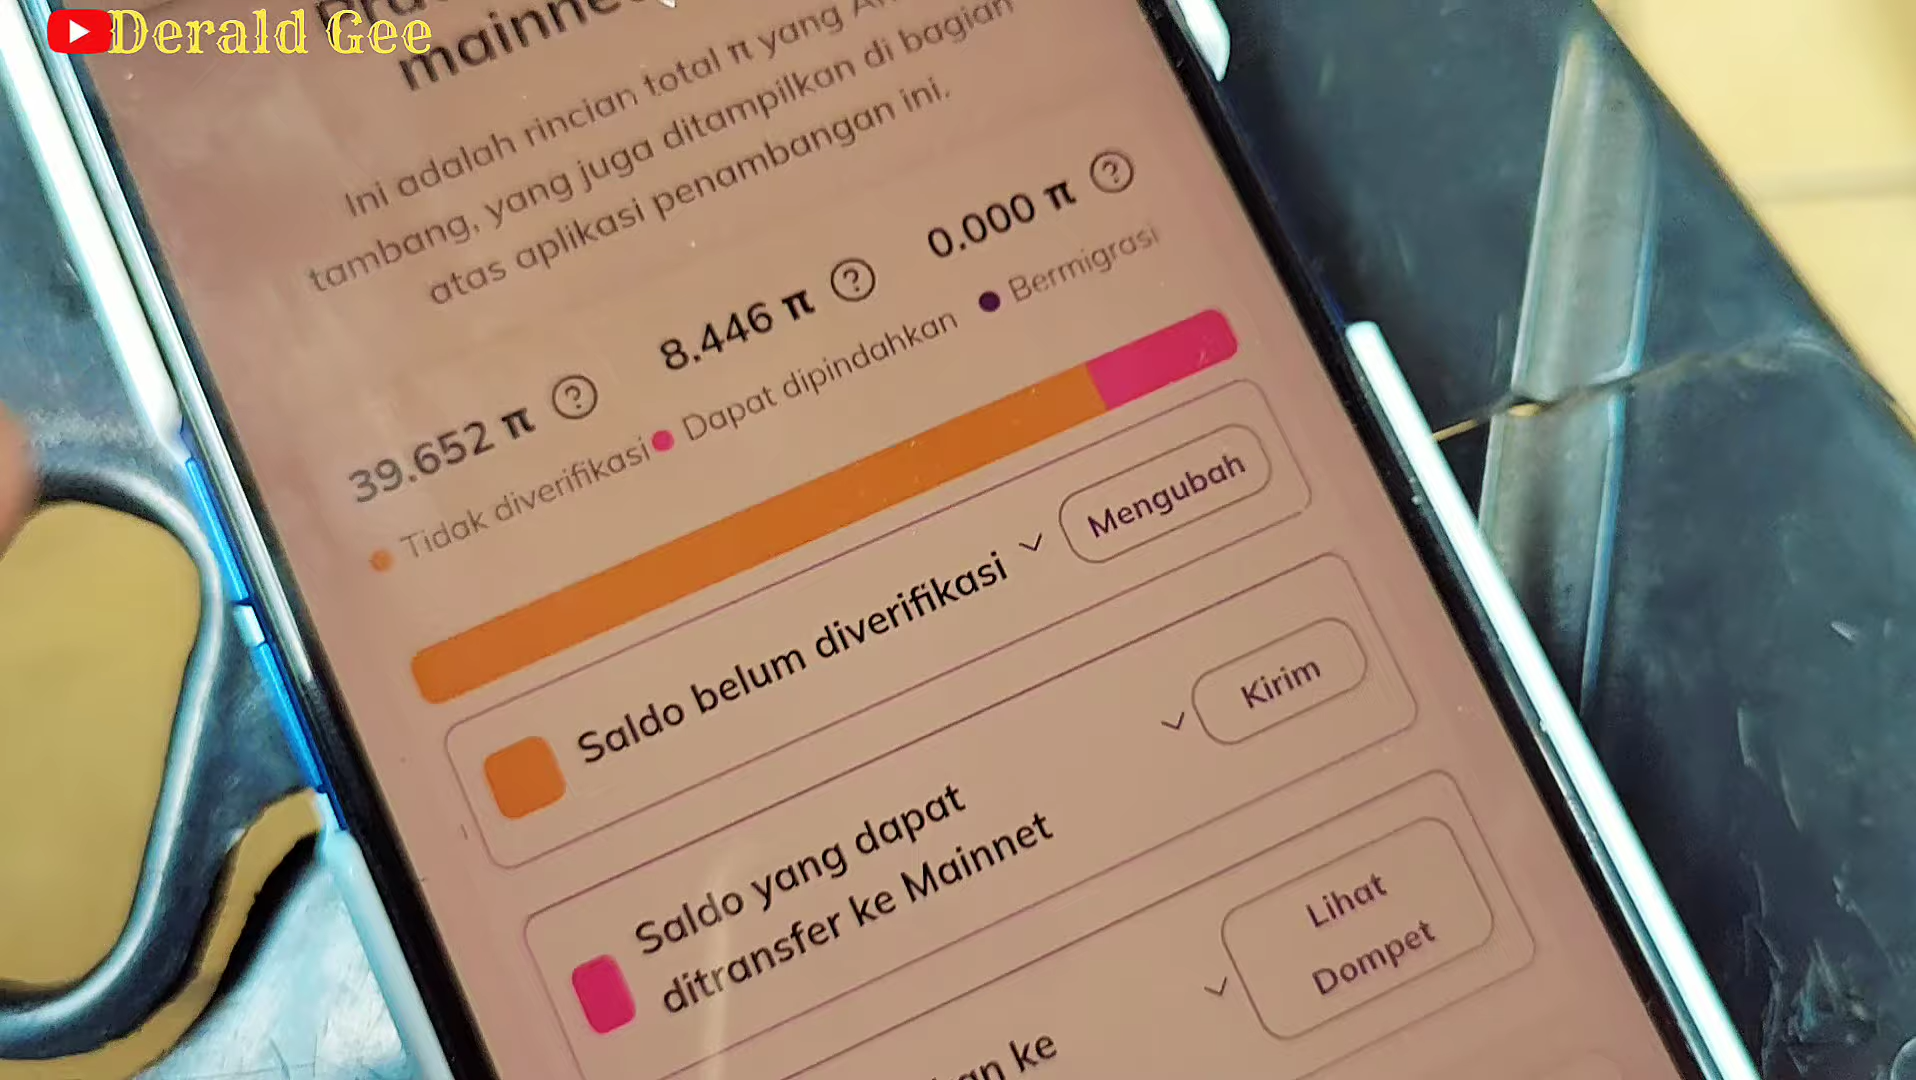 Derald Gee
mainnet
Ini adalah rincian total π yang
tambang, yang juga ditampilkan di bagian
atas aplikasi penambangan ini.
39.652 π ?
8.446 π ?
0.000 π ?
Tidak diverifikasi
Dapat dipindahkan
Bermigrasi
Saldo belum diverifikasi
Mengubah
Saldo yang dapat
ditransfer ke Mainnet
Kirim
ke
Lihat
Dompet